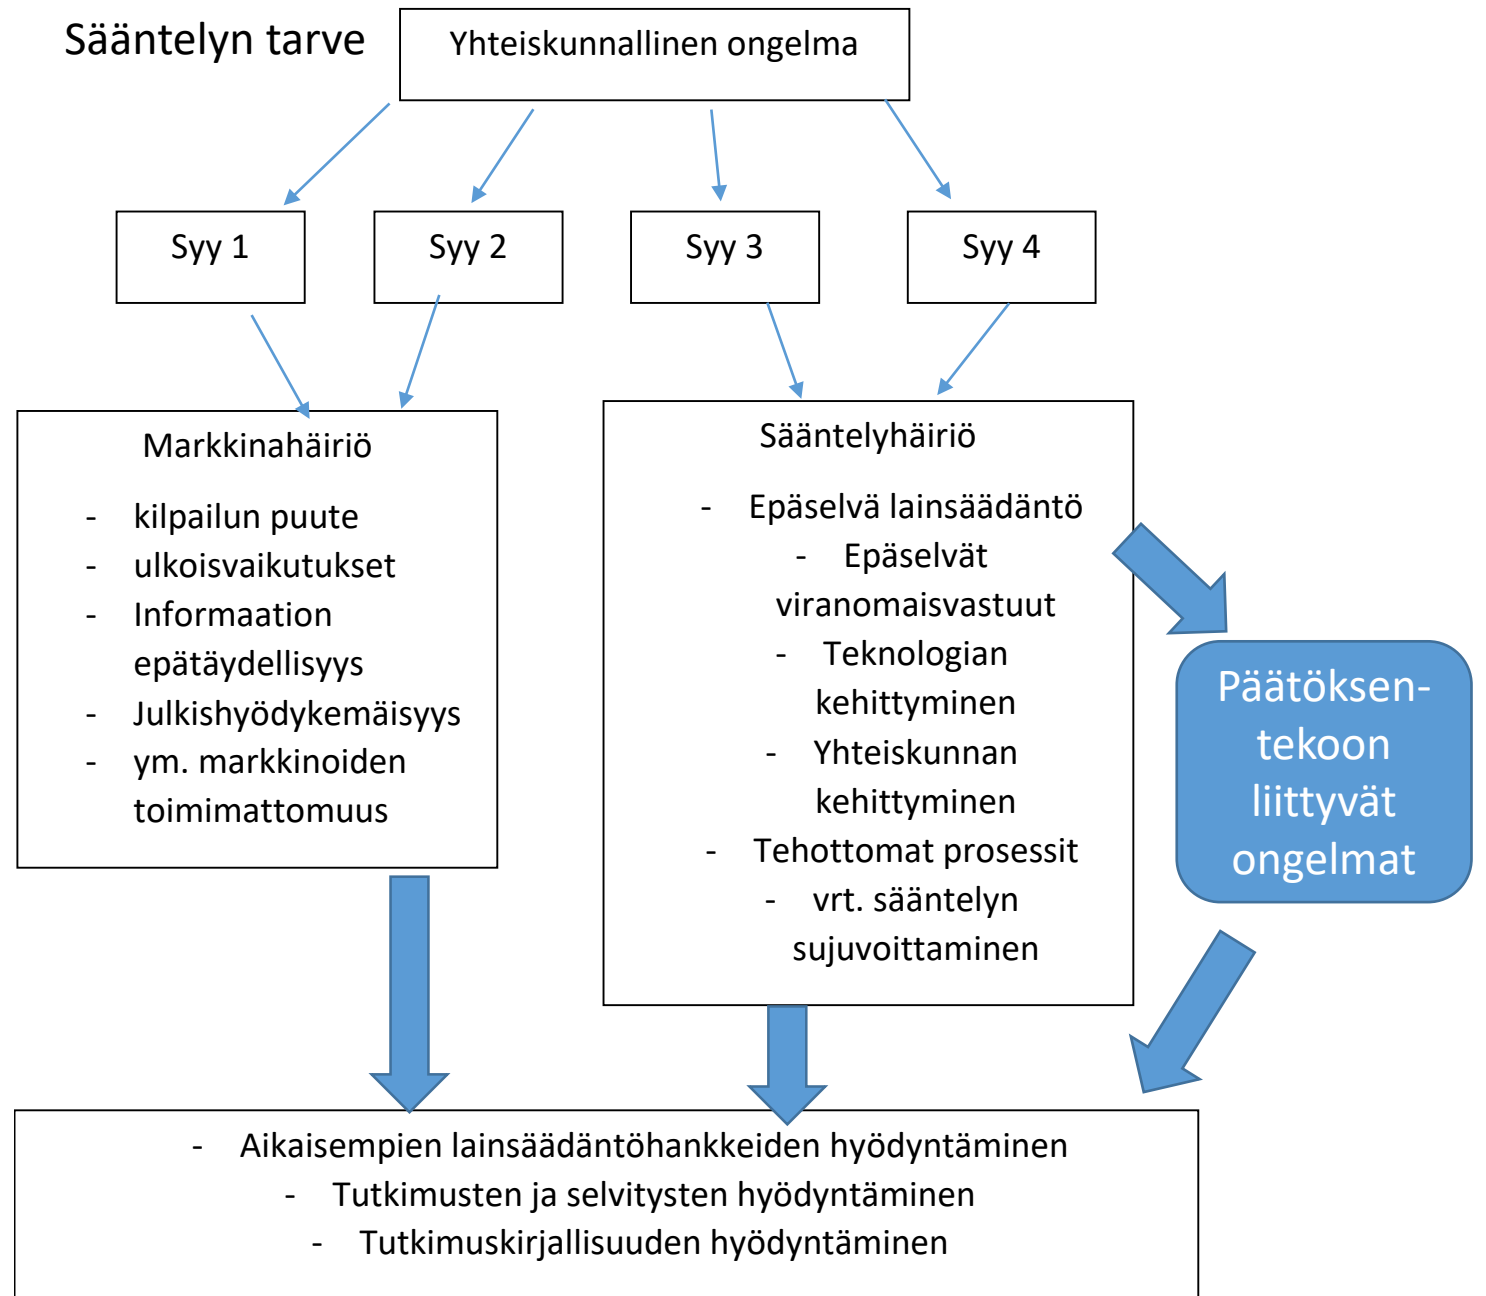 Sääntelyn tarve
Yhteiskunnallinen ongelma
Syy 1
Syy 2
Syy 3
Syy 4
Markkinahäiriö
- kilpailun puute
- ulkoisvaikutukset
- Informaation
epätäydellisyys
- Julkishyödykemäisyys
- ym. markkinoiden
toimimattomuus
Sääntelyhäiriö
- Epäselvä lainsäädäntö
- Epäselvät
viranomaisvastuut
- Teknologian
kehittyminen
- Yhteiskunnan
kehittyminen
- Tehottomat prosessit
- vrt. sääntelyn
sujuvoittaminen
Päätöksen-
tekoon
liittyvät
ongelmat
- Aikaisempien lainsäädäntöhankkeiden hyödyntäminen
- Tutkimusten ja selvitysten hyödyntäminen
- Tutkimuskirjallisuuden hyödyntäminen